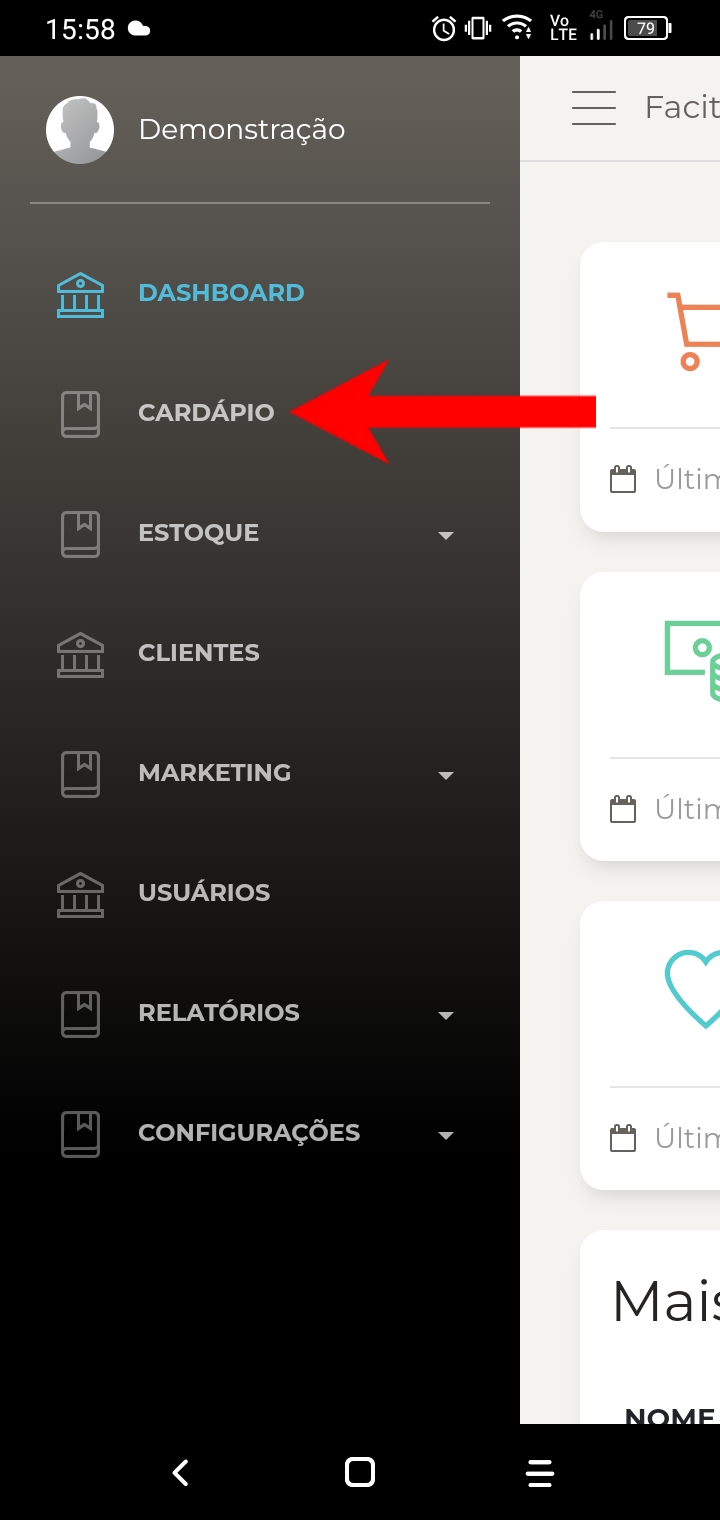 15:58
Vo
LTE
4G
79
Demonstração
Facit
DASHBOARD
CARDÁPIO
Últim
ESTOQUE
CLIENTES
MARKETING
Últim
USUÁRIOS
RELATÓRIOS
CONFIGURAÇÕES
Últim
Mais
NOME